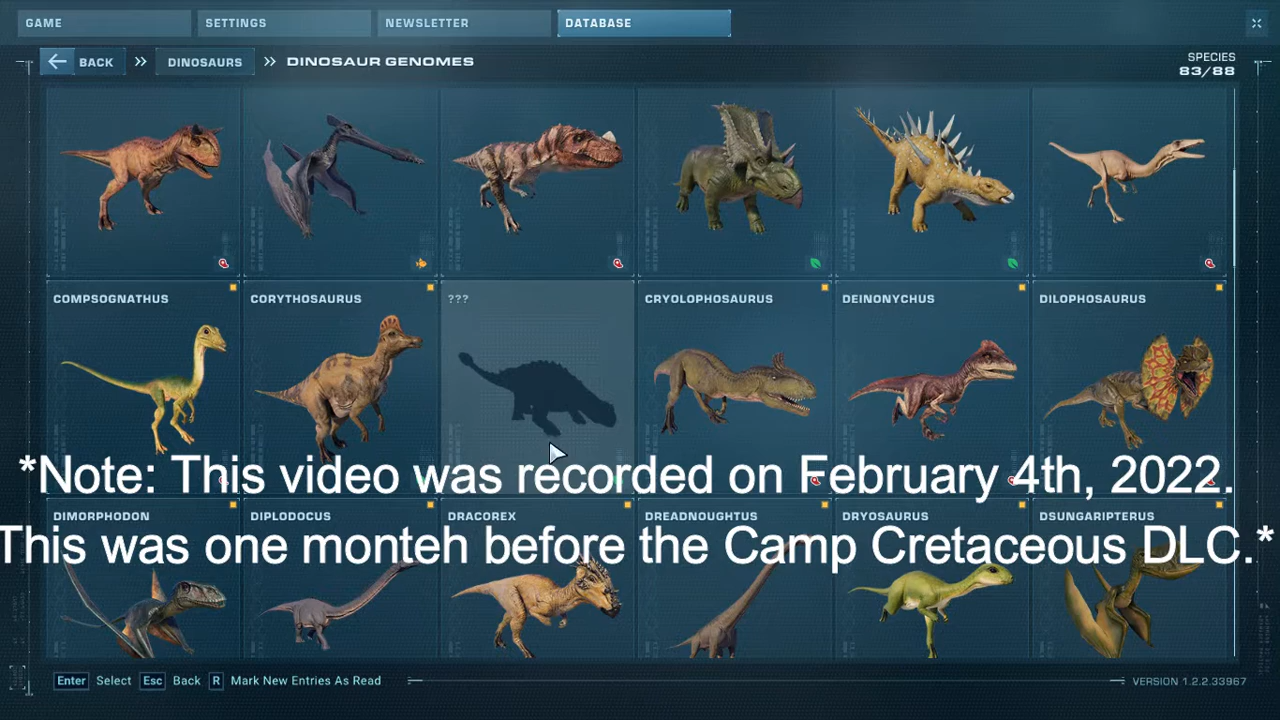 GAME
SETTINGS
NEWSLETTER
DATABASE
BACK
DINOSAURS
DINOSAUR GENOMES
SPECIES
83/88
COMPSOGNATHUS
CORYTHOSAURUS
???
CRYOLOPHOSAURUS
DEINONYCHUS
DILOPHOSAURUS
*Note: This video was recorded on February 4th, 2022.
DIMORPHODON
DIPLODOCUS
DRACOREX
DREADNOUGHTUS
DRYOSAURUS
DSUNGARIPTERUS
This was one monteh before the Camp Cretaceous DLC.*
Enter Select Esc Back R Mark New Entries As Read
VERSION 1.2.2.33967